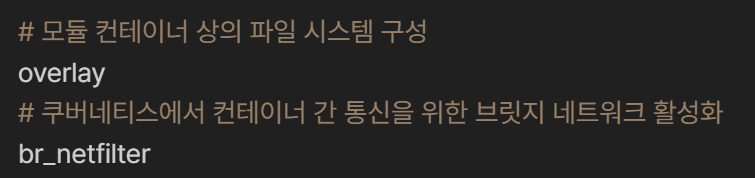 # 모듈 컨테이너 상의 파일 시스템 구성
overlay
# 쿠버네티스에서 컨테이너 간 통신을 위한 브릿지 네트워크 활성화
br_netfilter